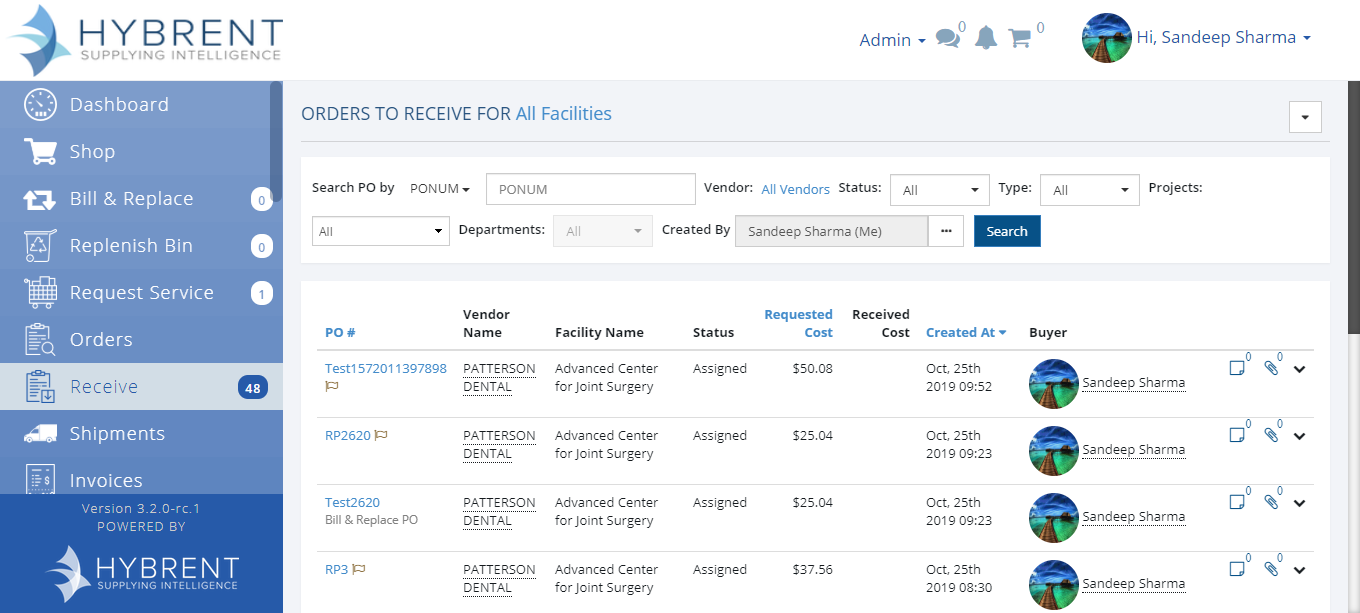 HYBRENT
SUPPLYING INTELLIGENCE
Admin
0
0
Hi, Sandeep Sharma
Dashboard
Shop
Bill & Replace 0
Replenish Bin 0
Request Service 1
Orders
Receive 48
Shipments
Invoices
Version 3.2.0-rc.1
POWERED BY
HYBRENT
SUPPLYING INTELLIGENCE
ORDERS TO RECEIVE FOR All Facilities
Search PO by PONUM PONUM Vendor: All Vendors Status: All Type: All Projects:
All Departments: All Created By Sandeep Sharma (Me) ... Search
PO # Vendor Name Facility Name Status Requested Cost Received Cost Created At Buyer
Test1572011397898 PATTERSON Advanced Center Assigned $50.08 Oct, 25th Sandeep Sharma 0 0
DENTAL for Joint Surgery 2019 09:52
RP2620 PATTERSON Advanced Center Assigned $25.04 Oct, 25th Sandeep Sharma 0 0
DENTAL for Joint Surgery 2019 09:23
Test2620 PATTERSON Advanced Center Assigned $25.04 Oct, 25th Sandeep Sharma 0 0
Bill & Replace PO DENTAL for Joint Surgery 2019 09:23
RP3 PATTERSON Advanced Center Assigned $37.56 Oct, 25th Sandeep Sharma 0 0
DENTAL for Joint Surgery 2019 08:30